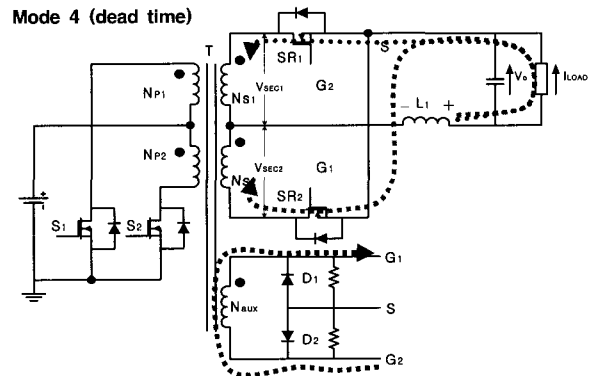 Mode 4 (dead time)
T
SR1
S
NP1
VSEC1
NS1
G2
Vo
ILOAD
- L1 +
NP2
VSEC2
NS
G1
SR2
S1
S2
G1
D1
Naux
S
D2
G2